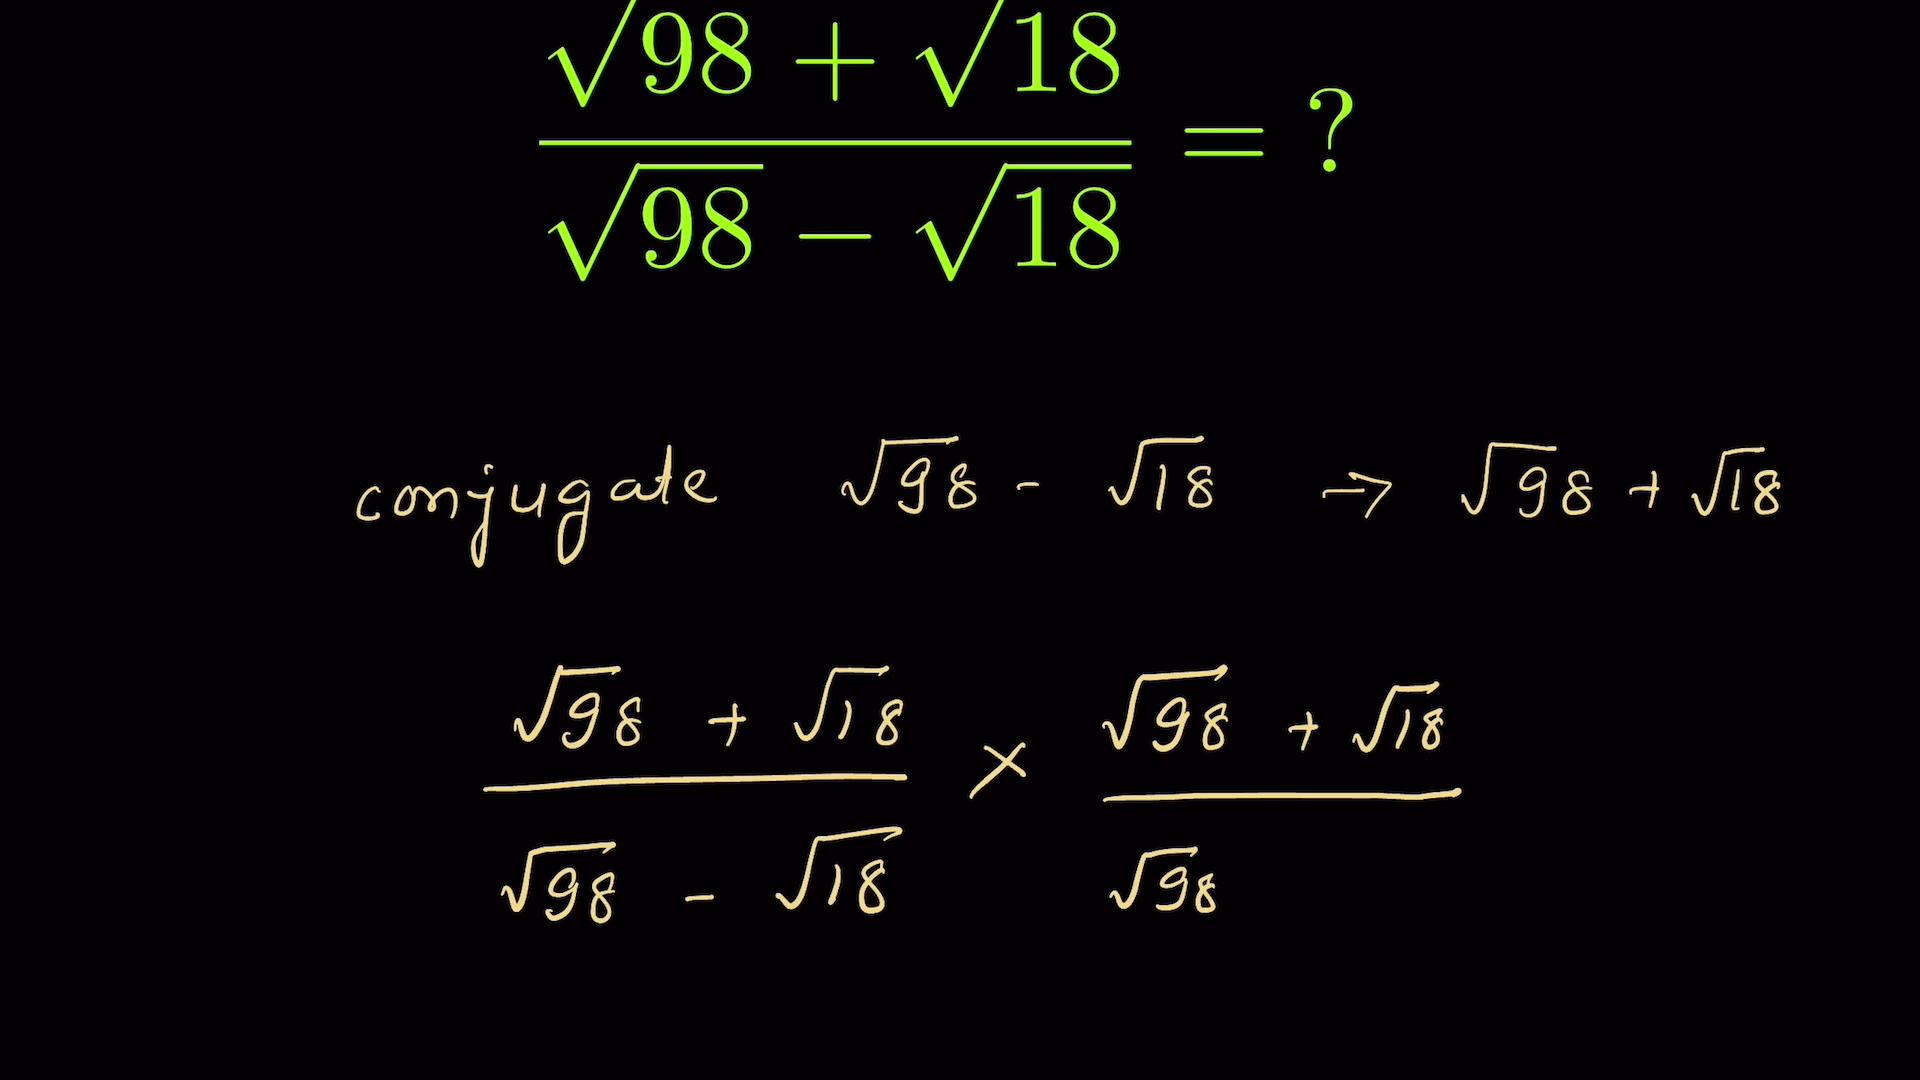 √98 + √18
= ?
√98 − √18
conjugate √98 - √18 → √98 + √18
√98 + √18 × √98 + √18
√98 - √18 √98